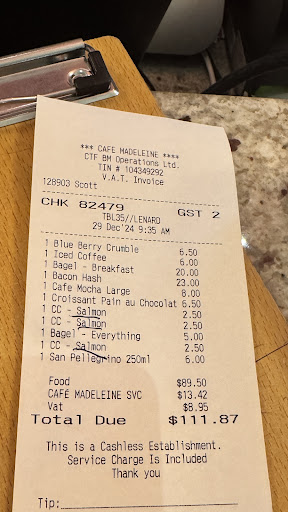 *** CAFE MADELEINE ****
CTF BM Operations Ltd.
TIN # 104349292
V.A.T. Invoice
128903 Scott
CHK 82479 GST 2
TBL35//LENARD
29 Dec'24 9:35 AM
1 Blue Berry Crumble 6.50
1 Iced Coffee 6.00
1 Bagel - Breakfast 20.00
1 Bacon Hash 23.00
1 Cafe Mocha Large 8.00
1 Croissant Pain au Chocolat 6.50
1 CC - Salmon 2.50
1 CC - Salmon 2.50
1 Bagel - Everything 5.00
1 CC - Salmon 2.50
1 San Pellegrino 250ml 6.00
Food $89.50
CAFÉ MADELEINE SVC $13.42
Vat $8.95
Total Due $111.87
This is a Cashless Establishment.
Service Charge Is Included
Thank you
Tip: